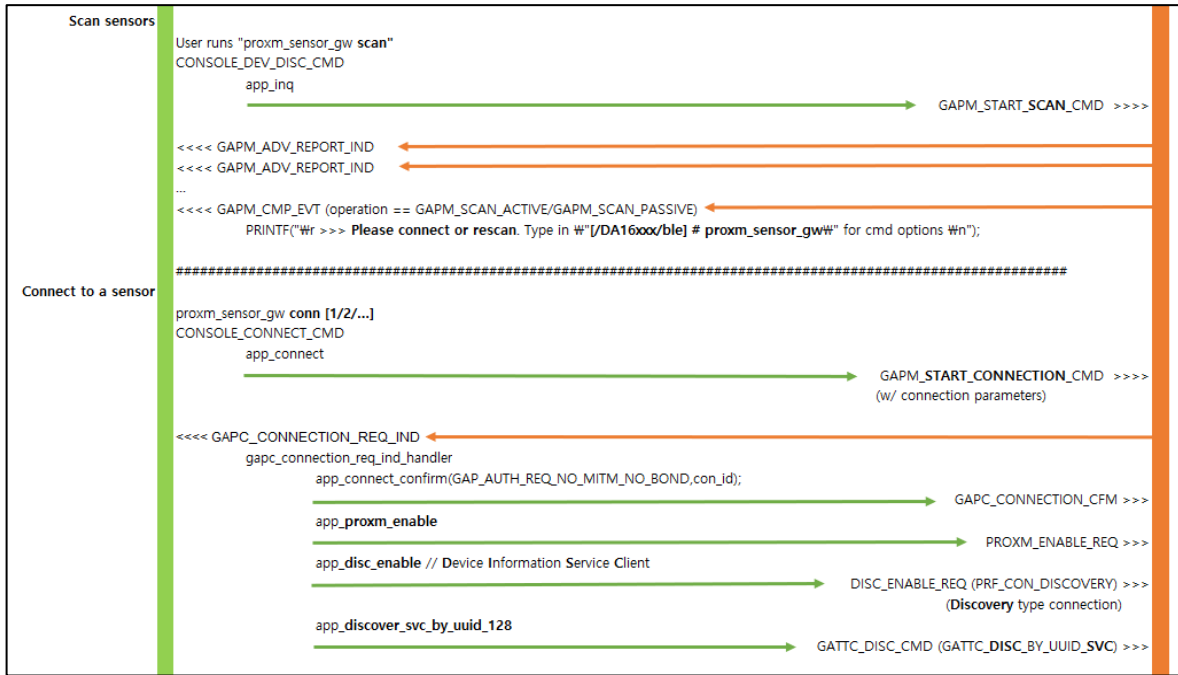 Scan sensors
User runs "proxm_sensor_gw scan"
CONSOLE_DEV_DISC_CMD
app_inq
GAPM_START_SCAN_CMD >>>>
<<<< GAPM_ADV_REPORT_IND
<<<< GAPM_ADV_REPORT_IND
...
<<<< GAPM_CMP_EVT (operation == GAPM_SCAN_ACTIVE/GAPM_SCAN_PASSIVE)
PRINTF("₩r >>> Please connect or rescan. Type in ₩"[/DA16xxx/ble] # proxm_sensor_gw₩" for cmd options ₩n");
###############################################################################################################
Connect to a sensor
proxm_sensor_gw conn [1/2/...]
CONSOLE_CONNECT_CMD
app_connect
GAPM_START_CONNECTION_CMD >>>>
(w/ connection parameters)
<<<< GAPC_CONNECTION_REQ_IND
gapc_connection_req_ind_handler
app_connect_confirm(GAP_AUTH_REQ_NO_MITM_NO_BOND,con_id);
GAPC_CONNECTION_CFM >>>
app_proxm_enable
PROXM_ENABLE_REQ >>>
app_disc_enable // Device Information Service Client
DISC_ENABLE_REQ (PRF_CON_DISCOVERY) >>>
(Discovery type connection)
app_discover_svc_by_uuid_128
GATTC_DISC_CMD (GATTC_DISC_BY_UUID_SVC) >>>